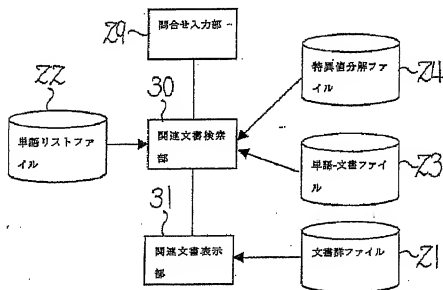 29
問合せ入力部
22
単語リストファ
イル
30
関連文書検索
部
特異値分解ファ
イル
24
単語-文書ファイ
ル
23
31
関連文書表示
部
文書群ファイル
21